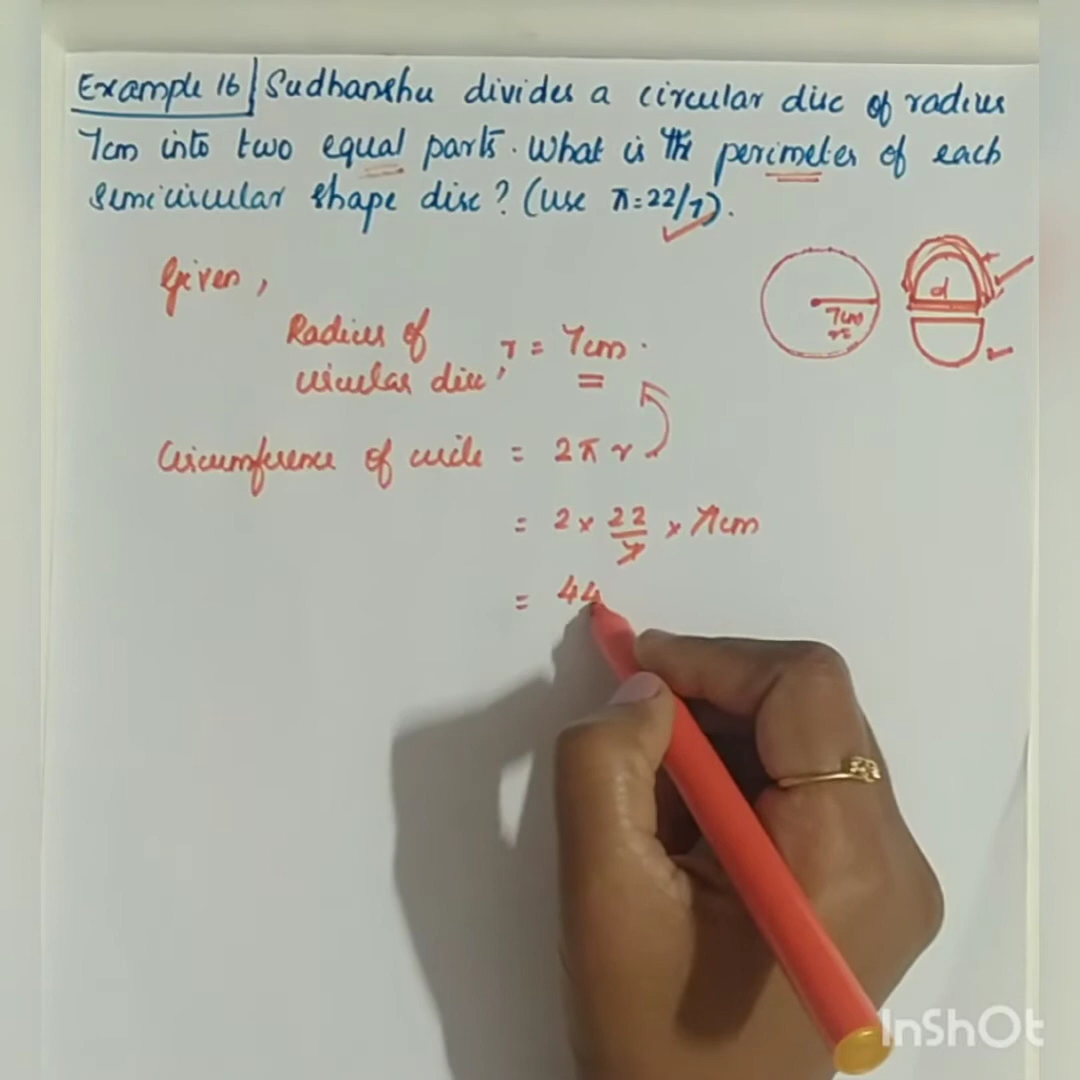 Example 16 Sudhanshu divides a circular disc of radius
7cm into two equal parts. What is the perimeter of each
semicircular shape disc? (Use π=22/7).
Given,
Radius of
circular disc, r = 7cm.
Circumference of circle = 2πr
= 2 × 22/7 × 7cm
= 44
7cm
d
InShOt